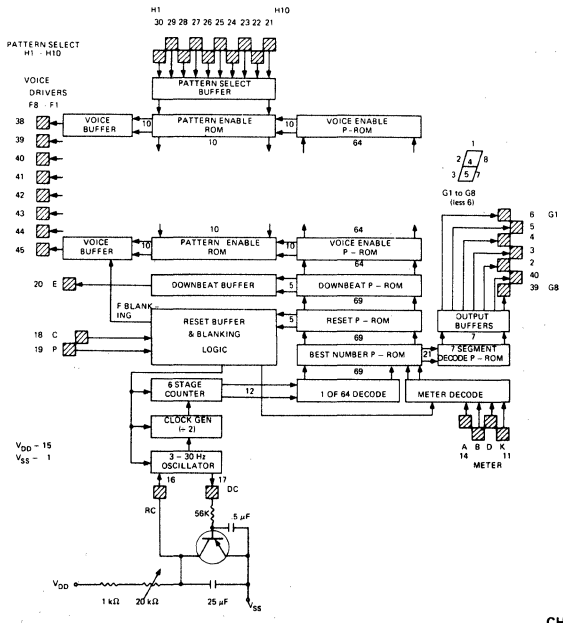 H1 H10
30 29 28 27 26 25 24 23 22 21
PATTERN SELECT
H1 - H10
VOICE
DRIVERS
F8 - F1
PATTERN SELECT
BUFFER
38
VOICE BUFFER
10
PATTERN ENABLE
ROM
10
VOICE ENABLE
P-ROM
10
64
39
40
41
42
43
44
45
1
2 4 8
3 5 7
G1 to G8
(less 6)
6 G1
5
4
3
2
40
39 G8
10
64
VOICE
BUFFER
10
PATTERN ENABLE
ROM
10
VOICE ENABLE
P - ROM
64
20 E
DOWNBEAT BUFFER
5
DOWNBEAT P-ROM
69
F BLANK-
ING
RESET BUFFER
& BLANKING
LOGIC
5
RESET P-ROM
69
OUTPUT
BUFFERS
7
18 C
19 P
BEST NUMBER P-ROM
21
7 SEGMENT
DECODE P-ROM
69
6 STAGE
COUNTER
12
1 OF 64 DECODE
METER DECODE
CLOCK GEN
(÷ 2)
A B D K
14 11
METER
VDD - 15
VSS - 1
3 - 30 Hz
OSCILLATOR
16 17
RC DC
56K
.5 µF
VDD
1 kΩ
20 kΩ
25 µF
VSS
CH